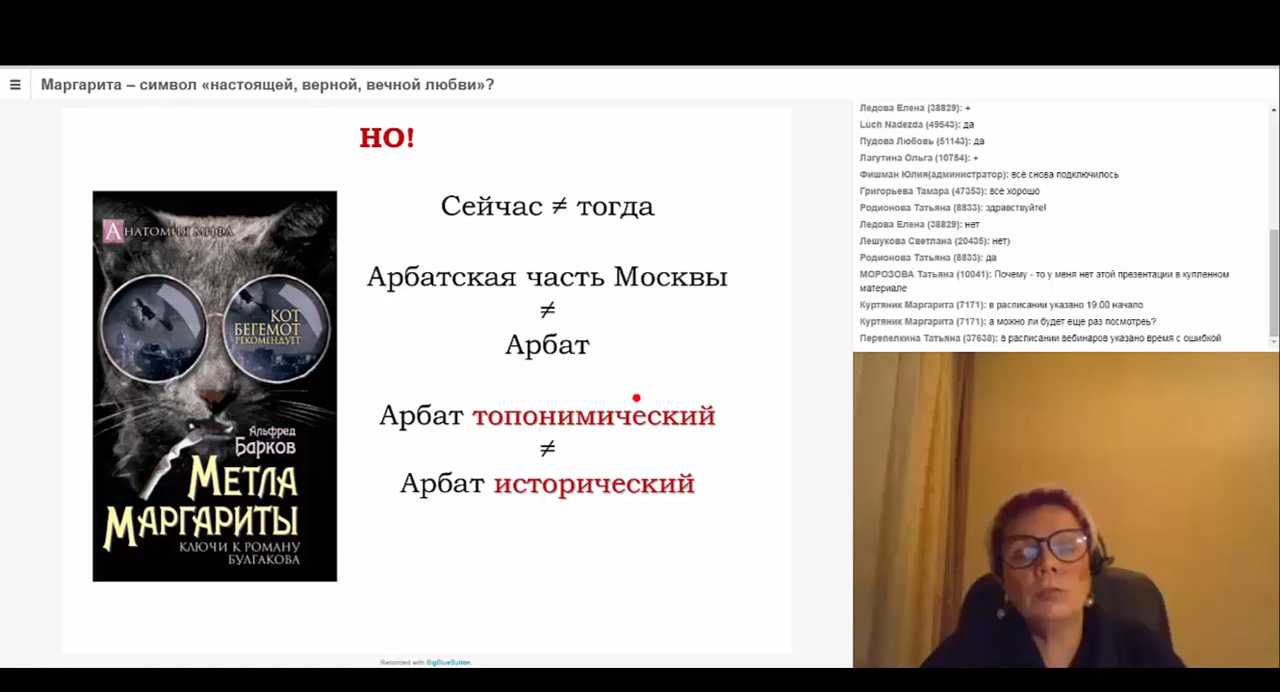 Маргарита – символ «настоящей, верной, вечной любви»?
НО!
Сейчас ≠ тогда
Арбатская часть Москвы
≠
Арбат
Арбат топонимический
≠
Арбат исторический
АНАТОМИЯ МИФА
КОТ
БЕГЕМОТ
РЕКОМЕНДУЕТ
Альфред
Барков
МЕТЛА
МАРГАРИТЫ
КЛЮЧИ К РОМАНУ
БУЛГАКОВА
Recorded with BigBlueButton.
Ледова Елена (38829): +
Luch Nadezda (49543): да
Пудова Любовь (51143): да
Лагутина Ольга (10754): +
Фишман Юлия(администратор): все снова подключилось
Григорьева Тамара (47353): все хорошо
Родионова Татьяна (8833): здравствуйте!
Ледова Елена (38829): нет
Лешукова Светлана (20435): нет)
Родионова Татьяна (8833): да
МОРОЗОВА Татьяна (10041): Почему - то у меня нет этой презентации в купленном
материале
Куртяник Маргарита (7171): в расписании указано 19.00 начапо
Куртяник Маргарита (7171): а можно ли будет еще раз посмотреь?
Перепелкина Татьяна (37638): в расписании вебинаров указано время с ошибкой